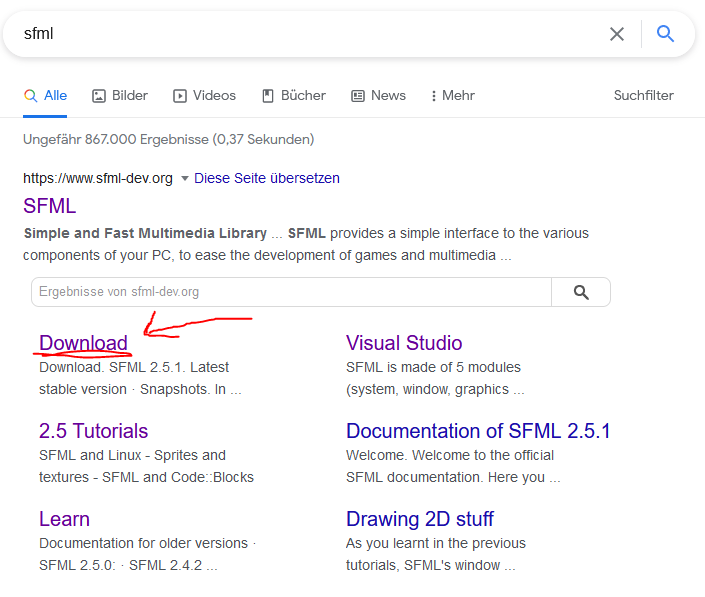 sfml
Alle Bilder Videos Bücher News Mehr Suchfilter
Ungefähr 867.000 Ergebnisse (0,37 Sekunden)
https://www.sfml-dev.org Diese Seite übersetzen
SFML
Simple and Fast Multimedia Library ... SFML provides a simple interface to the various
components of your PC, to ease the development of games and multimedia ...
Ergebnisse von sfml-dev.org
Download
Download. SFML 2.5.1. Latest
stable version · Snapshots. In ...
Visual Studio
SFML is made of 5 modules
(system, window, graphics ...
2.5 Tutorials
SFML and Linux - Sprites and
textures - SFML and Code::Blocks
Documentation of SFML 2.5.1
Welcome. Welcome to the official
SFML documentation. Here you ...
Learn
Documentation for older versions ·
SFML 2.5.0: · SFML 2.4.2 ...
Drawing 2D stuff
As you learnt in the previous
tutorials, SFML's window ...